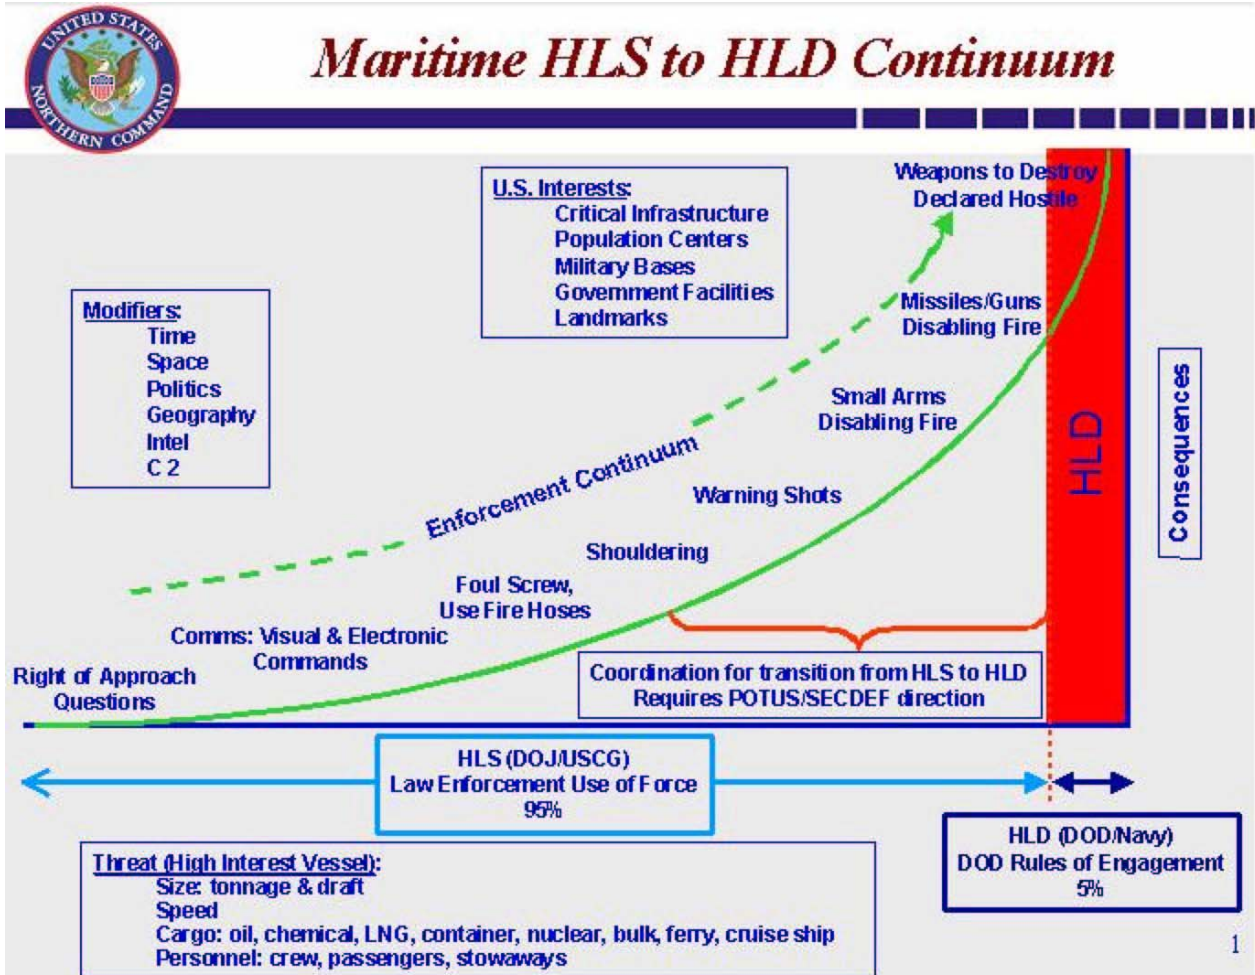 UNITED STATES
NORTHERN COMMAND
Maritime HLS to HLD Continuum
U.S. Interests:
Critical Infrastructure
Population Centers
Military Bases
Government Facilities
Landmarks
Weapons to Destroy
Declared Hostile
Modifiers:
Time
Space
Politics
Geography
Intel
C 2
Missiles/Guns
Disabling Fire
Small Arms
Disabling Fire
HLD
Consequences
Enforcement Continuum
Warning Shots
Shouldering
Foul Screw,
Use Fire Hoses
Comms: Visual & Electronic
Commands
Right of Approach
Questions
Coordination for transition from HLS to HLD
Requires POTUS/SECDEF direction
HLS (DOJ/USCG)
Law Enforcement Use of Force
95%
HLD (DOD/Navy)
DOD Rules of Engagement
5%
Threat (High Interest Vessel):
Size: tonnage & draft
Speed
Cargo: oil, chemical, LNG, container, nuclear, bulk, ferry, cruise ship
Personnel: crew, passengers, stowaways
1